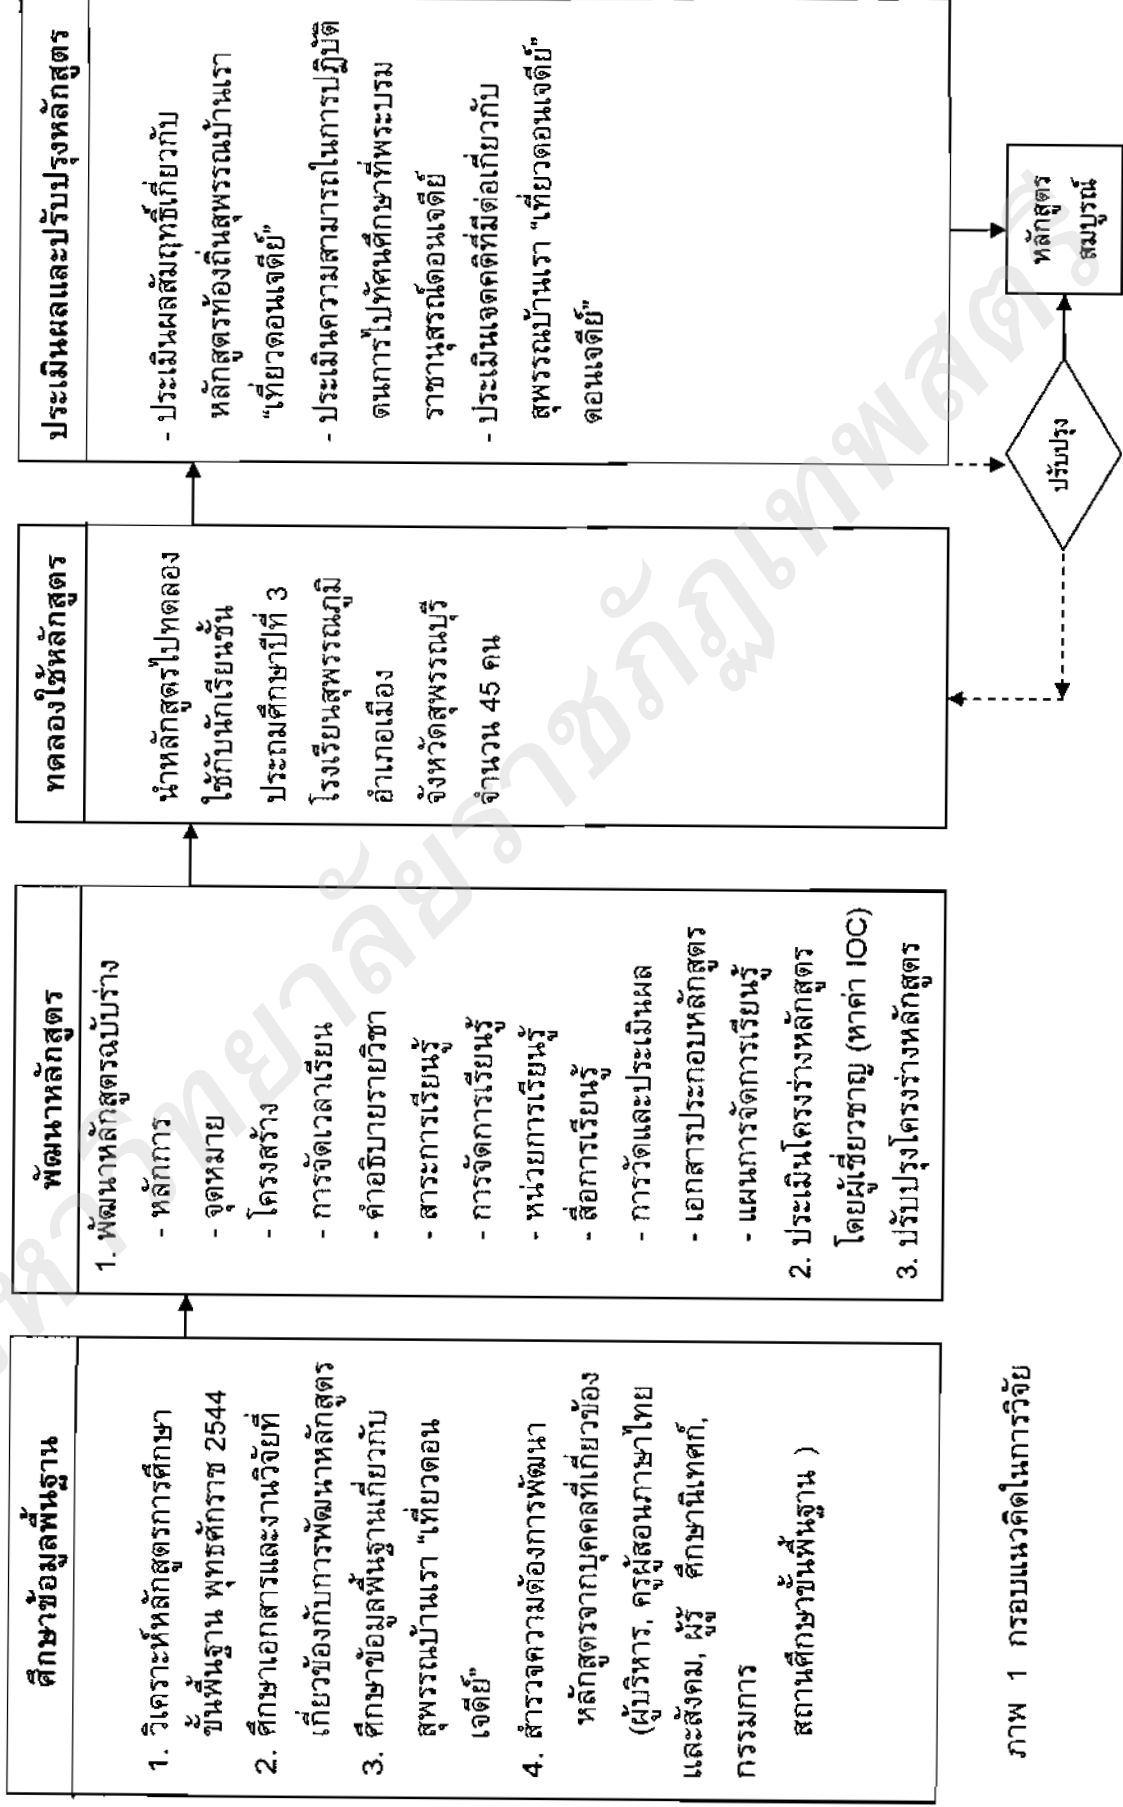 ศึกษาข้อมูลพื้นฐาน
1. วิเคราะห์หลักสูตรการศึกษา
ขั้นพื้นฐาน พุทธศักราช 2544
2. ศึกษาเอกสารและงานวิจัยที่
เกี่ยวข้องกับการพัฒนาหลักสูตร
3. ศึกษาข้อมูลพื้นฐานเกี่ยวกับ
สุพรรณบ้านเรา “เที่ยวดอน
เจดีย์”
4. สำรวจความต้องการพัฒนา
หลักสูตรจากบุคคลที่เกี่ยวข้อง
(ผู้บริหาร, ครูผู้สอนภาษาไทย
และสังคม, ผู้รู้ ศึกษานิเทศก์,
กรรมการ
สถานศึกษาขั้นพื้นฐาน )
พัฒนาหลักสูตร
1. พัฒนาหลักสูตรฉบับร่าง
- หลักการ
- จุดหมาย
- โครงสร้าง
- การจัดเวลาเรียน
- คำอธิบายรายวิชา
- สาระการเรียนรู้
- การจัดการเรียนรู้
- หน่วยการเรียนรู้
- สื่อการเรียนรู้
- การวัดและประเมินผล
- เอกสารประกอบหลักสูตร
- แผนการจัดการเรียนรู้
2. ประเมินโครงร่างหลักสูตร
โดยผู้เชี่ยวชาญ (หาค่า IOC)
3. ปรับปรุงโครงร่างหลักสูตร
ทดลองใช้หลักสูตร
นำหลักสูตรไปทดลอง
ใช้กับนักเรียนชั้น
ประถมศึกษาปีที่ 3
โรงเรียนสุพรรณภูมิ
อำเภอเมือง
จังหวัดสุพรรณบุรี
จำนวน 45 คน
ประเมินผลและปรับปรุงหลักสูตร
- ประเมินผลสัมฤทธิ์เกี่ยวกับ
หลักสูตรท้องถิ่นสุพรรณบ้านเรา
“เที่ยวดอนเจดีย์”
- ประเมินความสามารถในการปฏิบัติ
ตนการไปทัศนศึกษาที่พระบรม
ราชานุสรณ์ดอนเจดีย์
- ประเมินเจตคติที่มีต่อเกี่ยวกับ
สุพรรณบ้านเรา “เที่ยวดอนเจดีย์”
ดอนเจดีย์”
ปรับปรุง
หลักสูตร
สมบูรณ์
ภาพ 1 กรอบแนวคิดในการวิจัย
มหาวิทยาลัยราชภัฏเทพสตรี